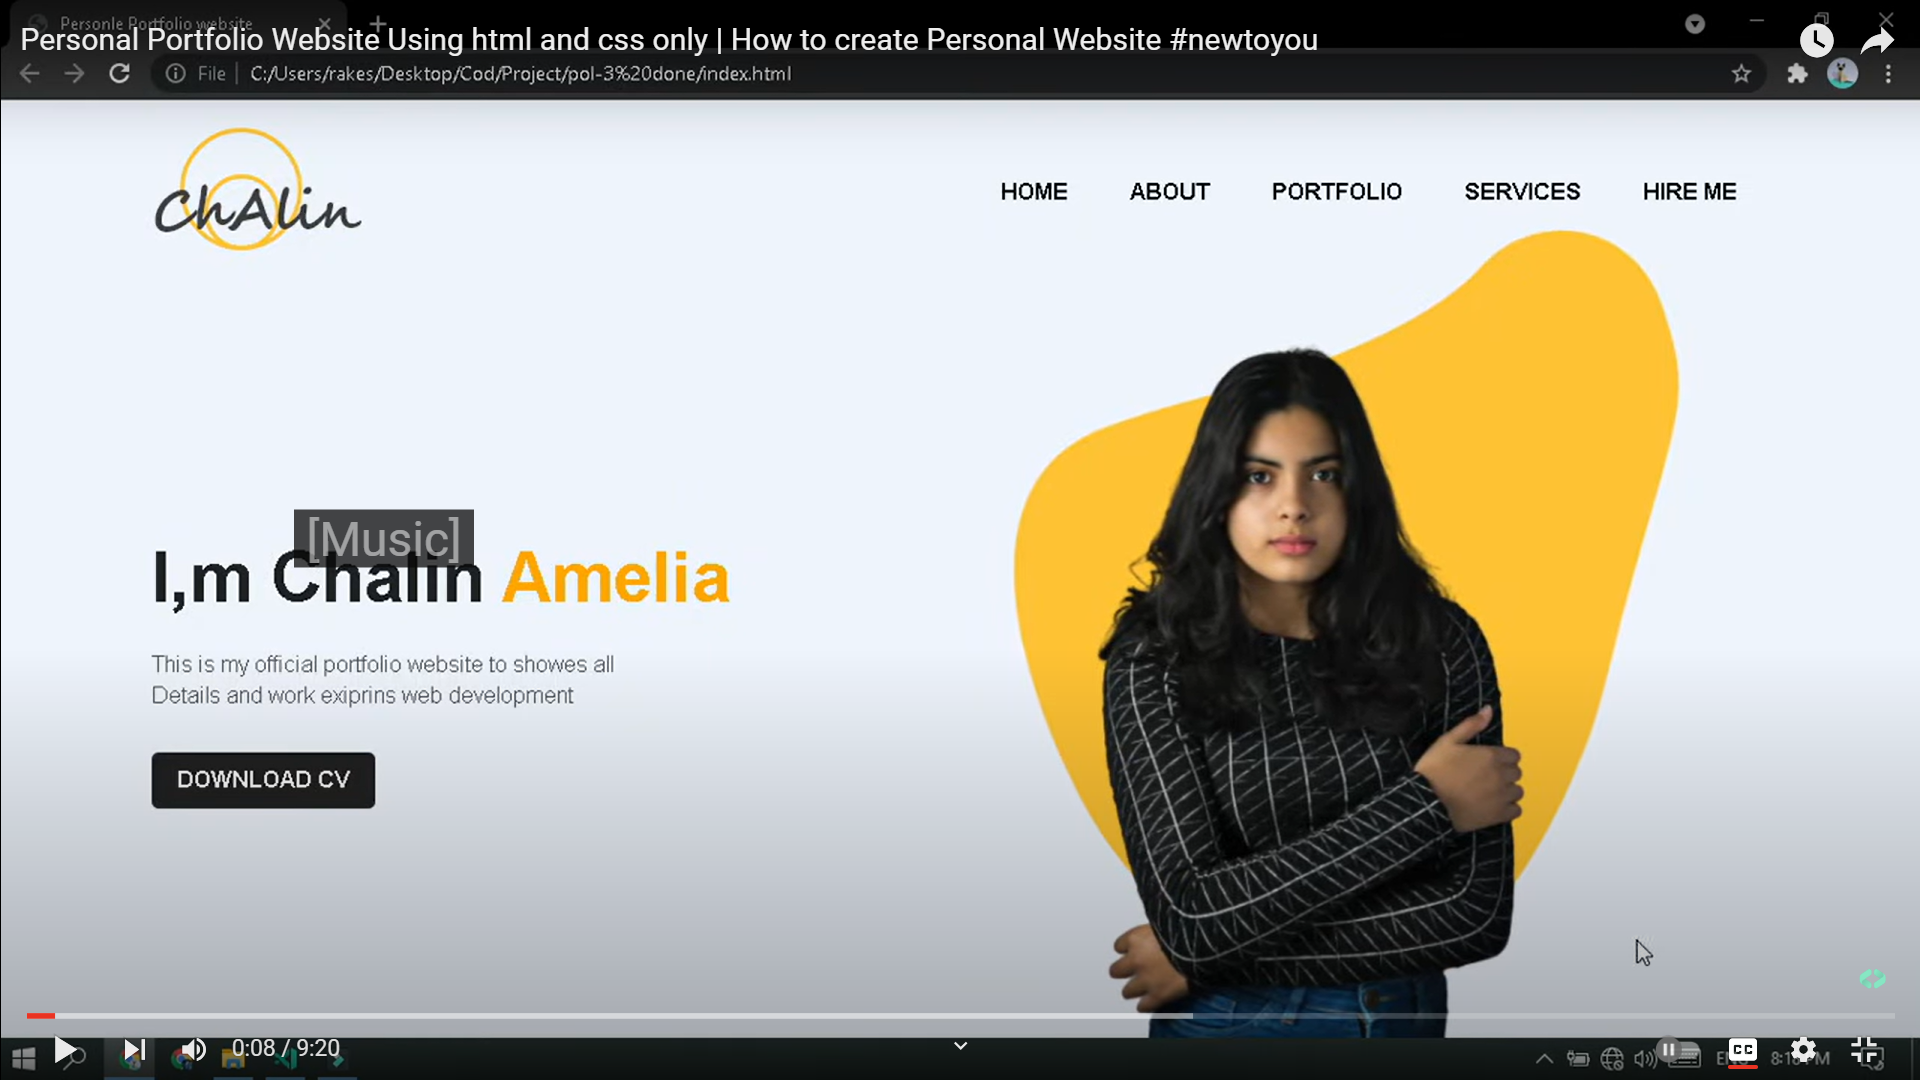 Personle Portfolio website
Personal Portfolio Website Using html and css only | How to create Personal Website #newtoyou
File | C:/Users/rakes/Desktop/Cod/Project/pol-3%20done/index.html
ChAlin
HOME ABOUT PORTFOLIO SERVICES HIRE ME
[Music]
I,m Chalin Amelia
This is my official portfolio website to showes all
Details and work exiprins web development
DOWNLOAD CV
0:08 / 9:20
CC